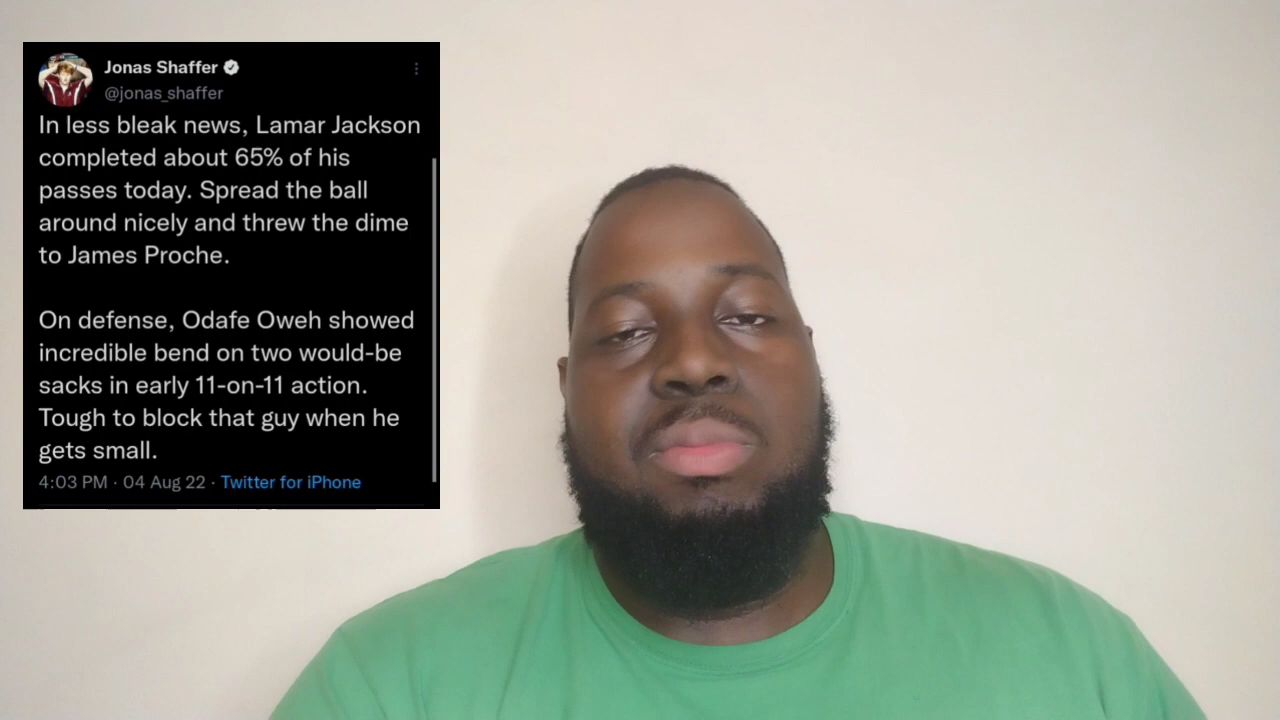 Jonas Shaffer
@jonas_shaffer
In less bleak news, Lamar Jackson
completed about 65% of his
passes today. Spread the ball
around nicely and threw the dime
to James Proche.
On defense, Odafe Oweh showed
incredible bend on two would-be
sacks in early 11-on-11 action.
Tough to block that guy when he
gets small.
4:03 PM · 04 Aug 22 · Twitter for iPhone